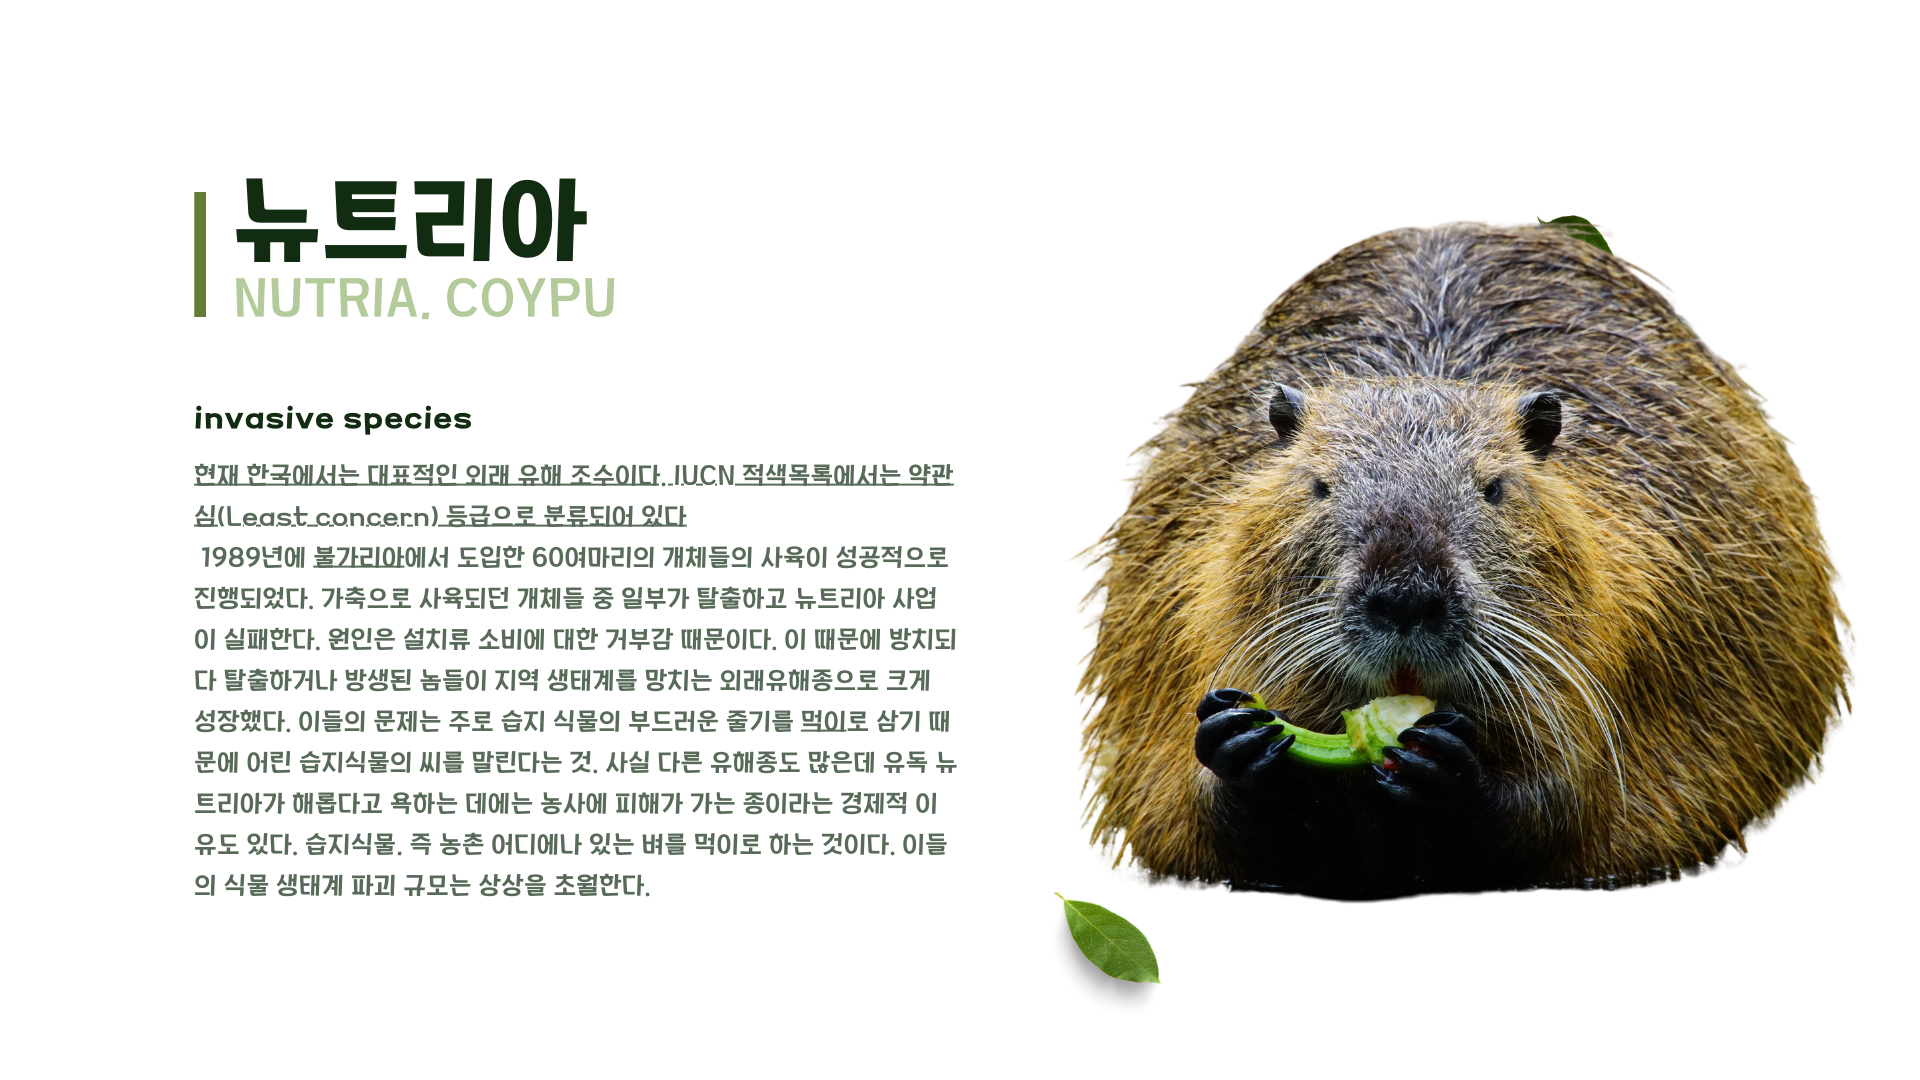 뉴트리아
NUTRIA, COYPU
invasive species
현재 한국에서는 대표적인 외래 유해 조수이다. IUCN 적색목록에서는 약관
심(Least concern) 등급으로 분류되어 있다
1989년에 불가리아에서 도입한 60여마리의 개체들의 사육이 성공적으로
진행되었다. 가축으로 사육되던 개체들 중 일부가 탈출하고 뉴트리아 사업
이 실패한다. 원인은 설치류 소비에 대한 거부감 때문이다. 이 때문에 방치되
다 탈출하거나 방생된 놈들이 지역 생태계를 망치는 외래유해종으로 크게
성장했다. 이들의 문제는 주로 습지 식물의 부드러운 줄기를 먹이로 삼기 때
문에 어린 습지식물의 씨를 말린다는 것. 사실 다른 유해종도 많은데 유독 뉴
트리아가 해롭다고 욕하는 데에는 농사에 피해가 가는 종이라는 경제적 이
유도 있다. 습지식물, 즉 농촌 어디에나 있는 벼를 먹이로 하는 것이다. 이들
의 식물 생태계 파괴 규모는 상상을 초월한다.